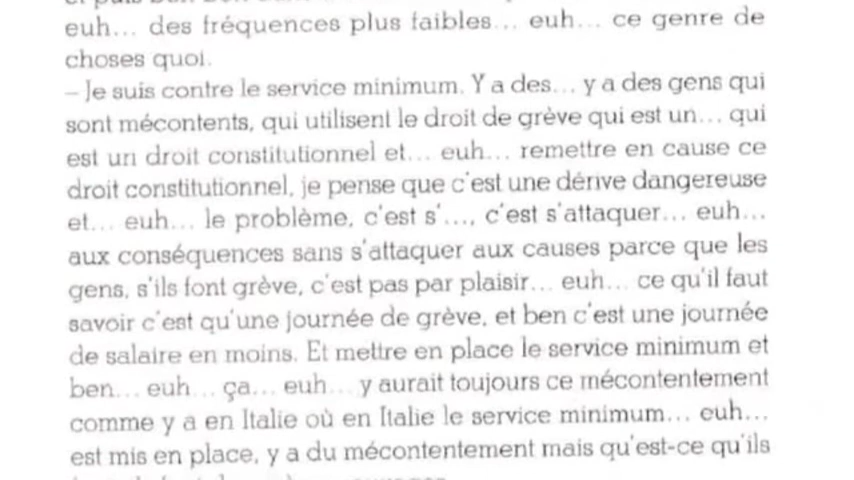 euh… des fréquences plus faibles… euh… ce genre de
choses quoi.
– Je suis contre le service minimum. Y a des… y a des gens qui
sont mécontents, qui utilisent le droit de grève qui est un… qui
est un droit constitutionnel et… euh… remettre en cause ce
droit constitutionnel, je pense que c'est une dérive dangereuse
et… euh… le problème, c'est s'…, c'est s'attaquer… euh…
aux conséquences sans s'attaquer aux causes parce que les
gens, s'ils font grève, c'est pas par plaisir… euh… ce qu'il faut
savoir c'est qu'une journée de grève, et ben c'est une journée
de salaire en moins. Et mettre en place le service minimum et
ben… euh… ça… euh… y aurait toujours ce mécontentement
comme y a en Italie où en Italie le service minimum… euh…
est mis en place, y a du mécontentement mais qu'est-ce qu'ils